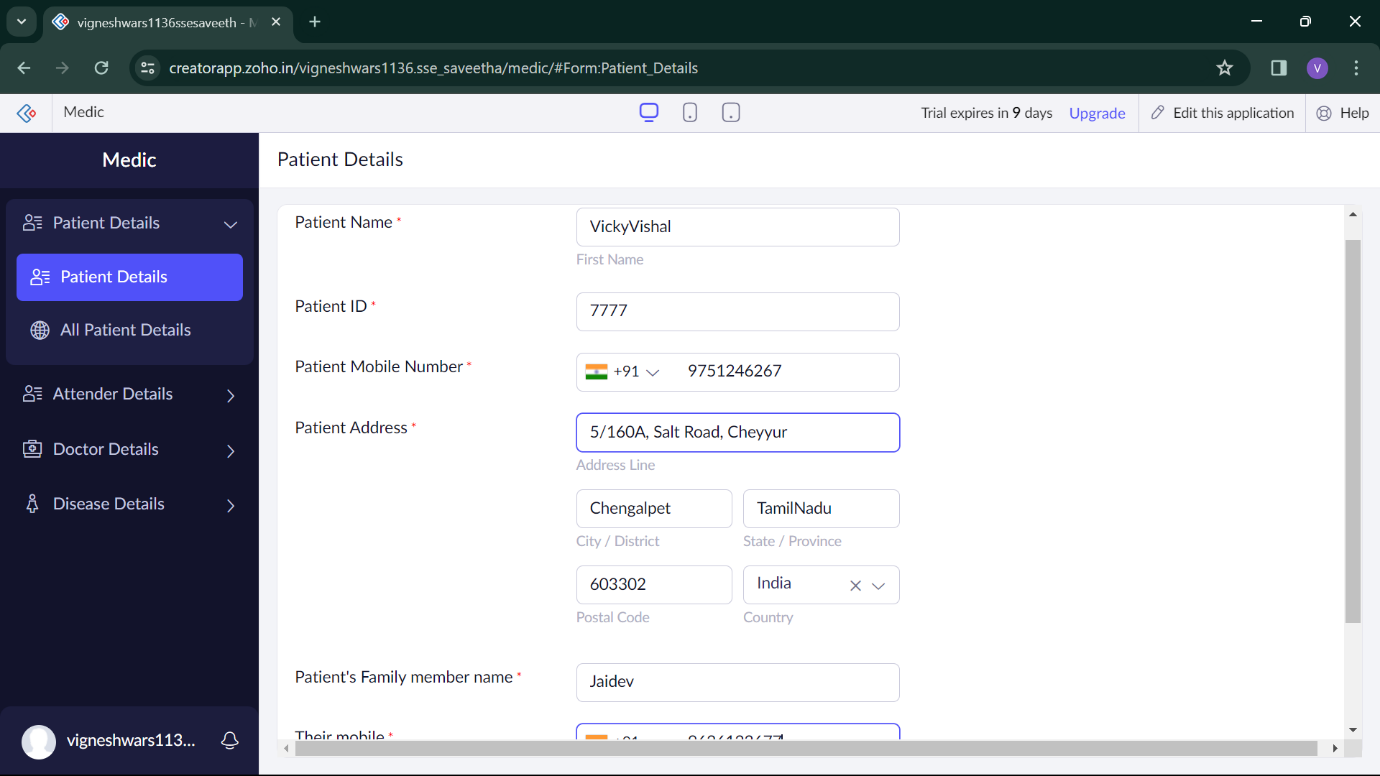 vigneshwars1136ssesaveeth - M
creatorapp.zoho.in/vigneshwars1136.sse_saveetha/medic/#Form:Patient_Details
V
Medic
Trial expires in 9 days Upgrade Edit this application Help
Medic
Patient Details
Patient Details
Patient Details
All Patient Details
Attender Details
Doctor Details
Disease Details
vigneshwars113...
Patient Name * VickyVishal
First Name
Patient ID * 7777
Patient Mobile Number * +91 9751246267
Patient Address * 5/160A, Salt Road, Cheyyur
Address Line
Chengalpet TamilNadu
City / District State / Province
603302 India
Postal Code Country
Patient's Family member name * Jaidev
Their mobile * +91